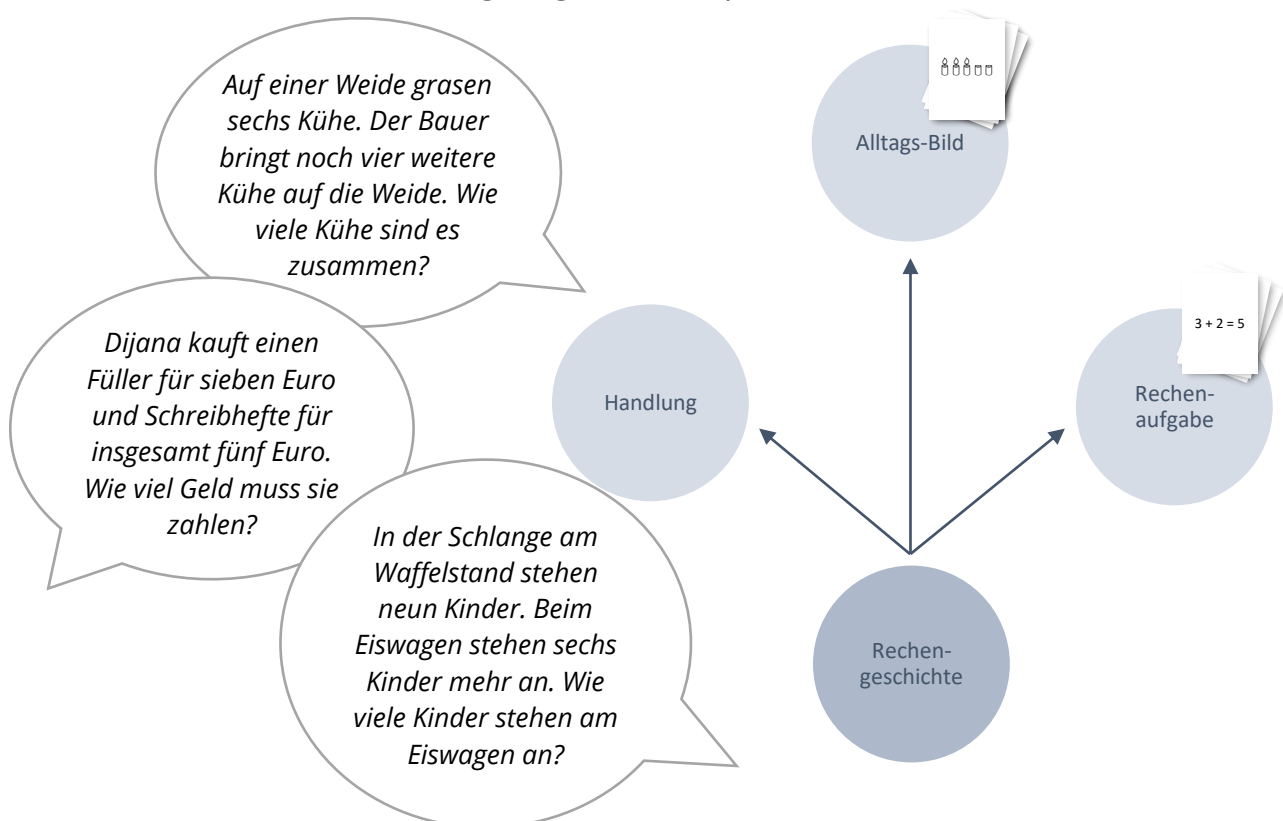 Auf einer Weide grasen
sechs Kühe. Der Bauer
bringt noch vier weitere
Kühe auf die Weide. Wie
viele Kühe sind es
zusammen?
Dijana kauft einen
Füller für sieben Euro
und Schreibhefte für
insgesamt fünf Euro.
Wie viel Geld muss sie
zahlen?
In der Schlange am
Waffelstand stehen
neun Kinder. Beim
Eiswagen stehen sechs
Kinder mehr an. Wie
viele Kinder stehen am
Eiswagen an?
Alltags-Bild
Handlung
3 + 2 = 5
Rechen-
aufgabe
Rechen-
geschichte